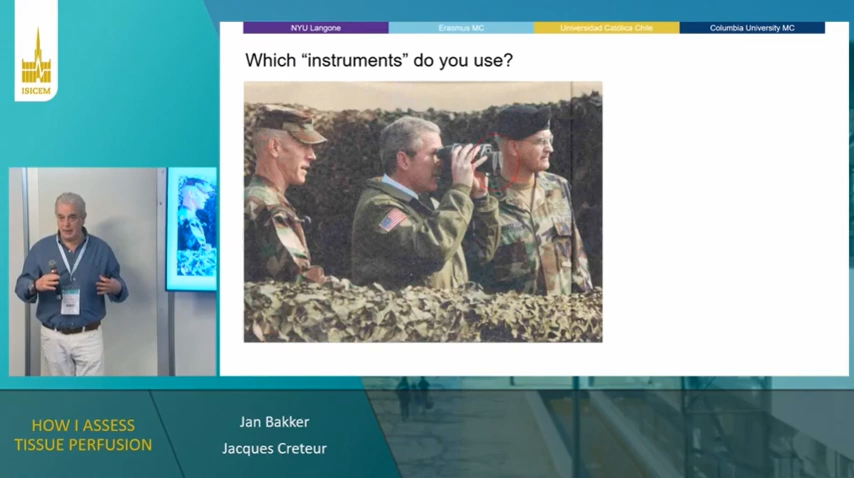 ISICEM
NYU Langone
Erasmus MC
Universidad Catolica Chile
Columbia University MC
Which “instruments” do you use?
HOW I ASSESS
TISSUE PERFUSION
Jan Bakker
Jacques Creteur